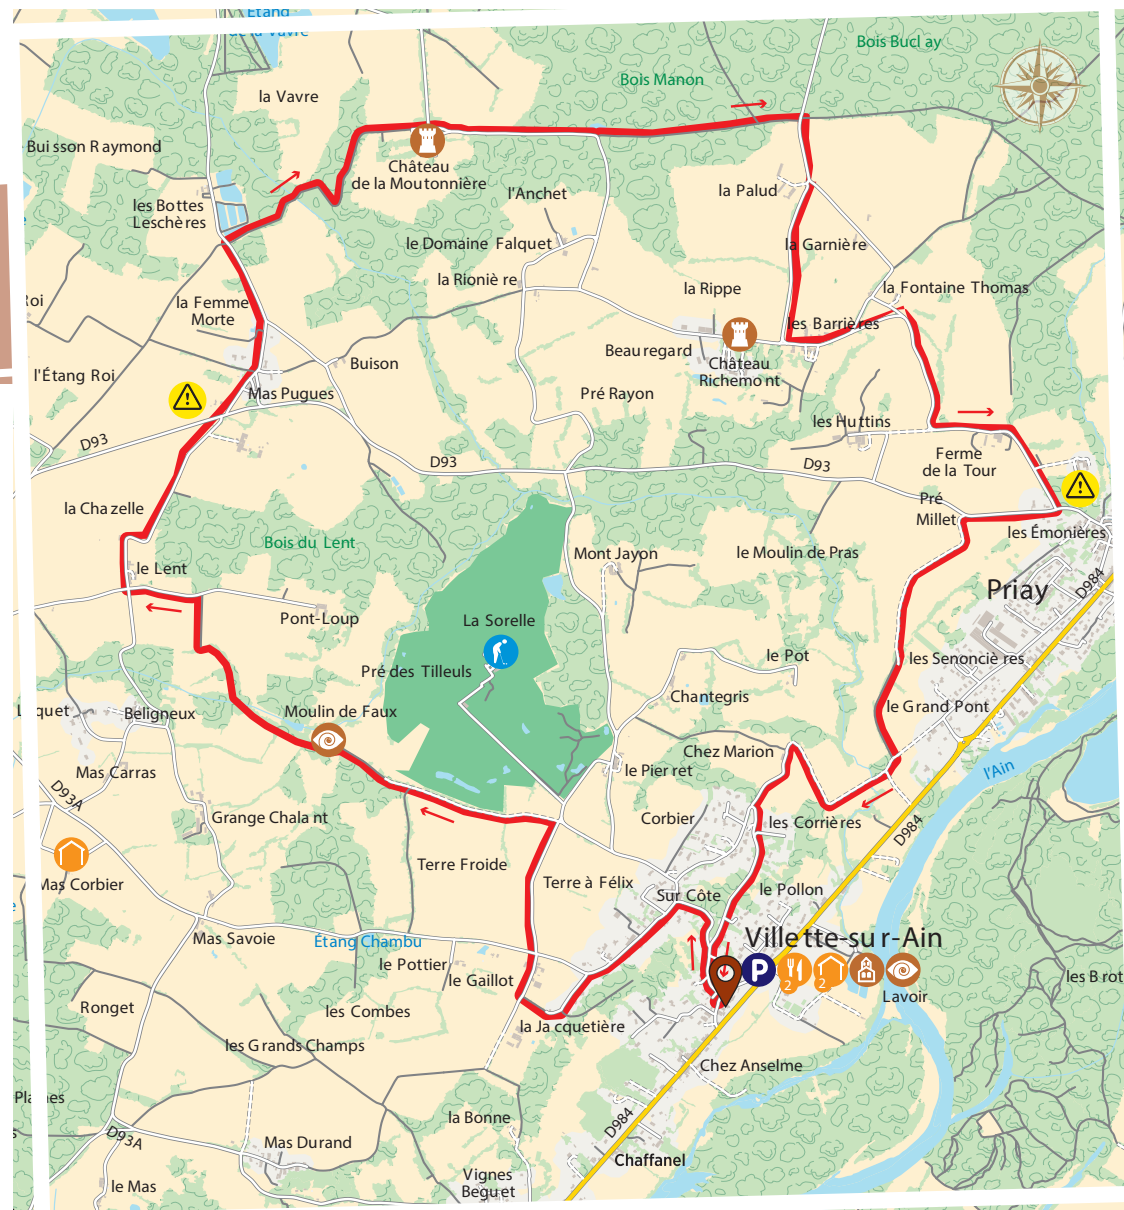 Étang
de la Vavre
Bois Buclay
Bois Manon
la Vavre
Buisson Raymond
Château
de la Moutonnière
la Palud
l'Anchet
les Bottes
Leschères
le Domaine Falquet
la Garnière
la Rionière
la Rippe
la Fontaine Thomas
la Femme
Morte
les Barrières
Beauregard
Château
Richemont
Buison
l'Étang Roi
Mas Pugues
Pré Rayon
les Huttins
D93
D93
D93
Ferme
de la Tour
Pré
Millet
la Chazelle
les Émonières
Bois du Lent
Mont Jayon
le Moulin de Pras
le Lent
D984
Priay
Pont-Loup
La Sorelle
le Pot
les Senoncières
Pré des Tilleuls
Chantegris
le Grand Pont
Beligneux
Moulin de Faux
Chez Marion
l'Ain
Mas Carras
le Pierret
D93A
Grange Chalant
Corbier
les Corrières
D984
Terre Froide
Terre à Félix
Mas Corbier
Sur Côte
le Pollon
Mas Savoie
Étang Chambu
Villette-sur-Ain
le Pottier
P
2
2
le Gaillot
Lavoir
Ronget
les Combes
la Jacquetière
les Grands Champs
Chez Anselme
la Bonne
D984
D93A
Mas Durand
Chaffanel
le Mas
Vignes
Beguet